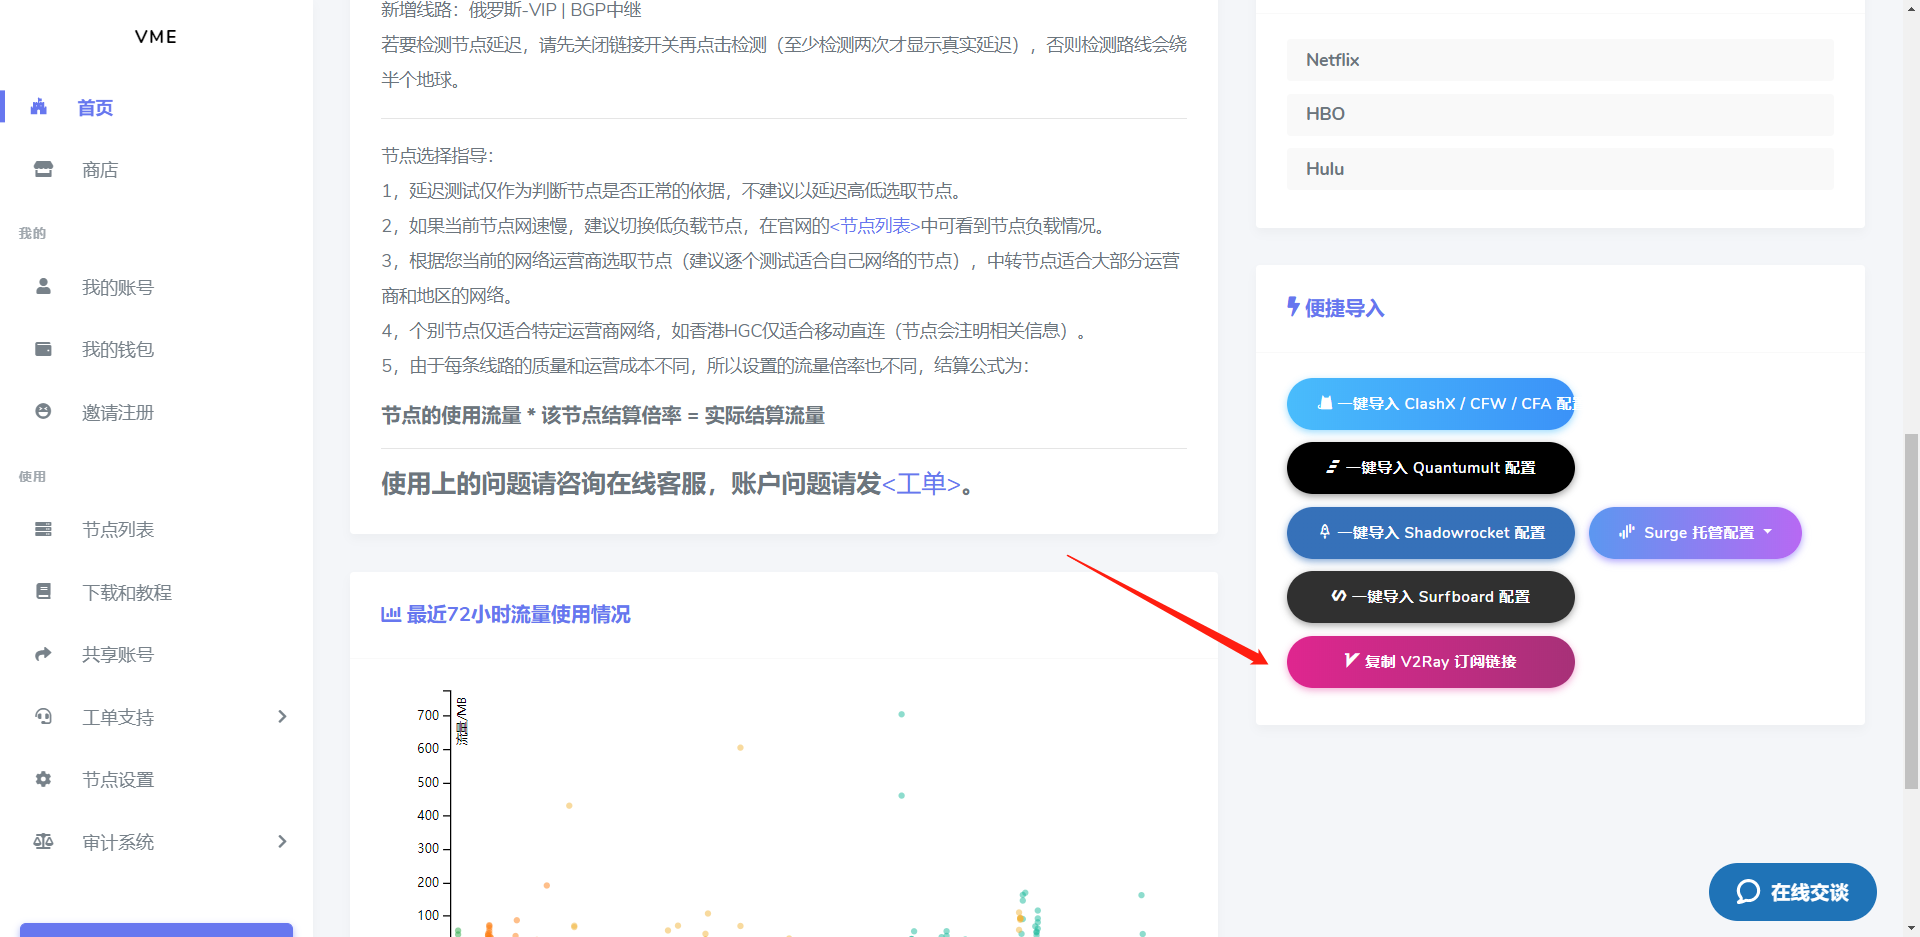 VME
首页
商店
我的
我的账号
我的钱包
邀请注册
使用
节点列表
下载和教程
共享账号
工单支持
节点设置
审计系统
新增线路：俄罗斯-VIP | BGP中继
若要检测节点延迟，请先关闭链接开关再点击检测（至少检测两次才显示真实延迟），否则检测路线会绕
半个地球。
节点选择指导：
1，延迟测试仅作为判断节点是否正常的依据，不建议以延迟高低选取节点。
2，如果当前节点网速慢，建议切换低负载节点，在官网的<节点列表>中可看到节点负载情况。
3，根据您当前的网络运营商选取节点（建议逐个测试适合自己网络的节点），中转节点适合大部分运营
商和地区的网络。
4，个别节点仅适合特定运营商网络，如香港HGC仅适合移动直连（节点会注明相关信息）。
5，由于每条线路的质量和运营成本不同，所以设置的流量倍率也不同，结算公式为：
节点的使用流量 * 该节点结算倍率 = 实际结算流量
使用上的问题请咨询在线客服，账户问题请发<工单>。
最近72小时流量使用情况
流量/MB
700
600
500
400
300
200
100
Netflix
HBO
Hulu
便捷导入
一键导入 ClashX / CFW / CFA 配置
一键导入 Quantumult 配置
一键导入 Shadowrocket 配置
Surge 托管配置
一键导入 Surfboard 配置
复制 V2Ray 订阅链接
在线交谈